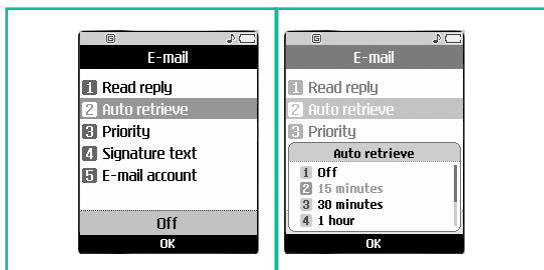 E-mail
1 Read reply
2 Auto retrieve
3 Priority
4 Signature text
5 E-mail account
Off
OK
E-mail
1 Read reply
2 Auto retrieve
3 Priority
Auto retrieve
1 Off
2 15 minutes
3 30 minutes
4 1 hour
OK